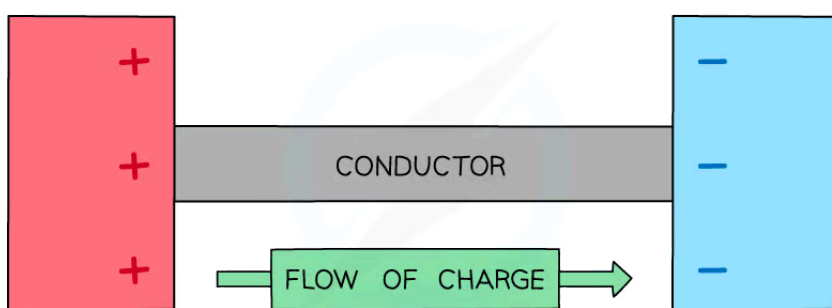 + −
CONDUCTOR
+ −
+ −
FLOW OF CHARGE